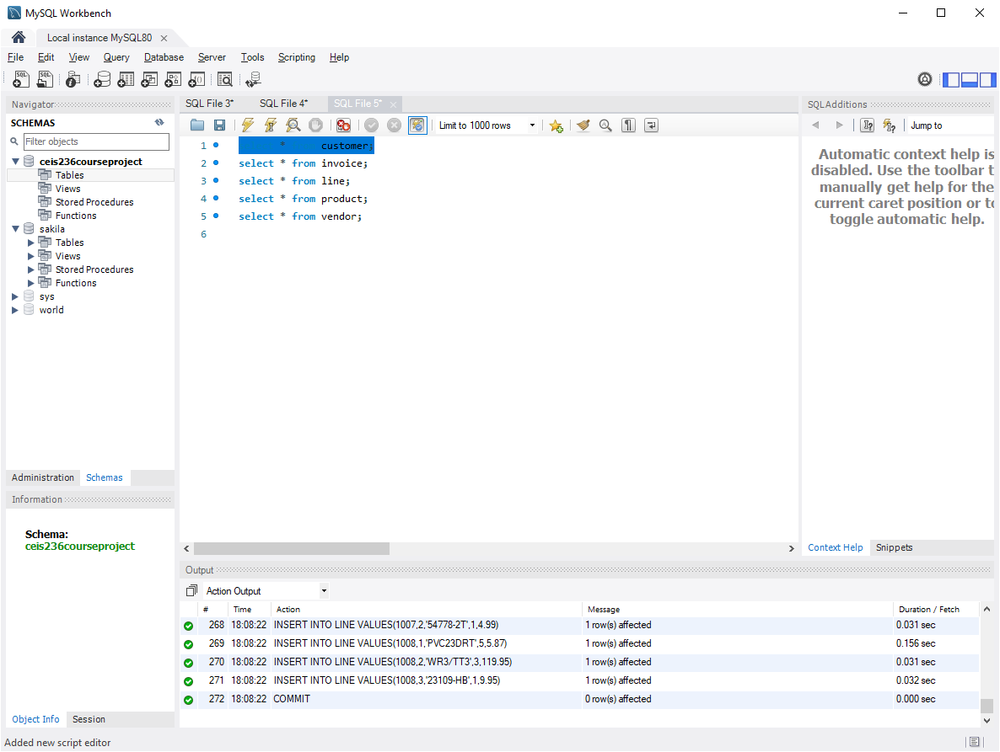 MySQL Workbench
Local instance MySQL80
File Edit View Query Database Server Tools Scripting Help
Navigator
SCHEMAS
Filter objects
ceis236courseproject
Tables
Views
Stored Procedures
Functions
sakila
Tables
Views
Stored Procedures
Functions
sys
world
Administration Schemas
Information
Schema:
ceis236courseproject
Object Info Session
SQL File 3* SQL File 4* SQL File 5*
Limit to 1000 rows
1 * customer;
2 select * from invoice;
3 select * from line;
4 select * from product;
5 select * from vendor;
6
SQLAdditions
Jump to
Automatic context help is
disabled. Use the toolbar t
manually get help for the
current caret position or to
toggle automatic help.
Context Help Snippets
Output
Action Output
# Time Action Message Duration / Fetch
268 18:08:22 INSERT INTO LINE VALUES(1007,2,'54778-2T',1,4.99) 1 row(s) affected 0.031 sec
269 18:08:22 INSERT INTO LINE VALUES(1008,1,'PVC23DRT',5,5.87) 1 row(s) affected 0.156 sec
270 18:08:22 INSERT INTO LINE VALUES(1008,2,'WR3/TT3',3,119.95) 1 row(s) affected 0.031 sec
271 18:08:22 INSERT INTO LINE VALUES(1008,3,'23109-HB',1,9.95) 1 row(s) affected 0.032 sec
272 18:08:22 COMMIT 0 row(s) affected 0.000 sec
Added new script editor